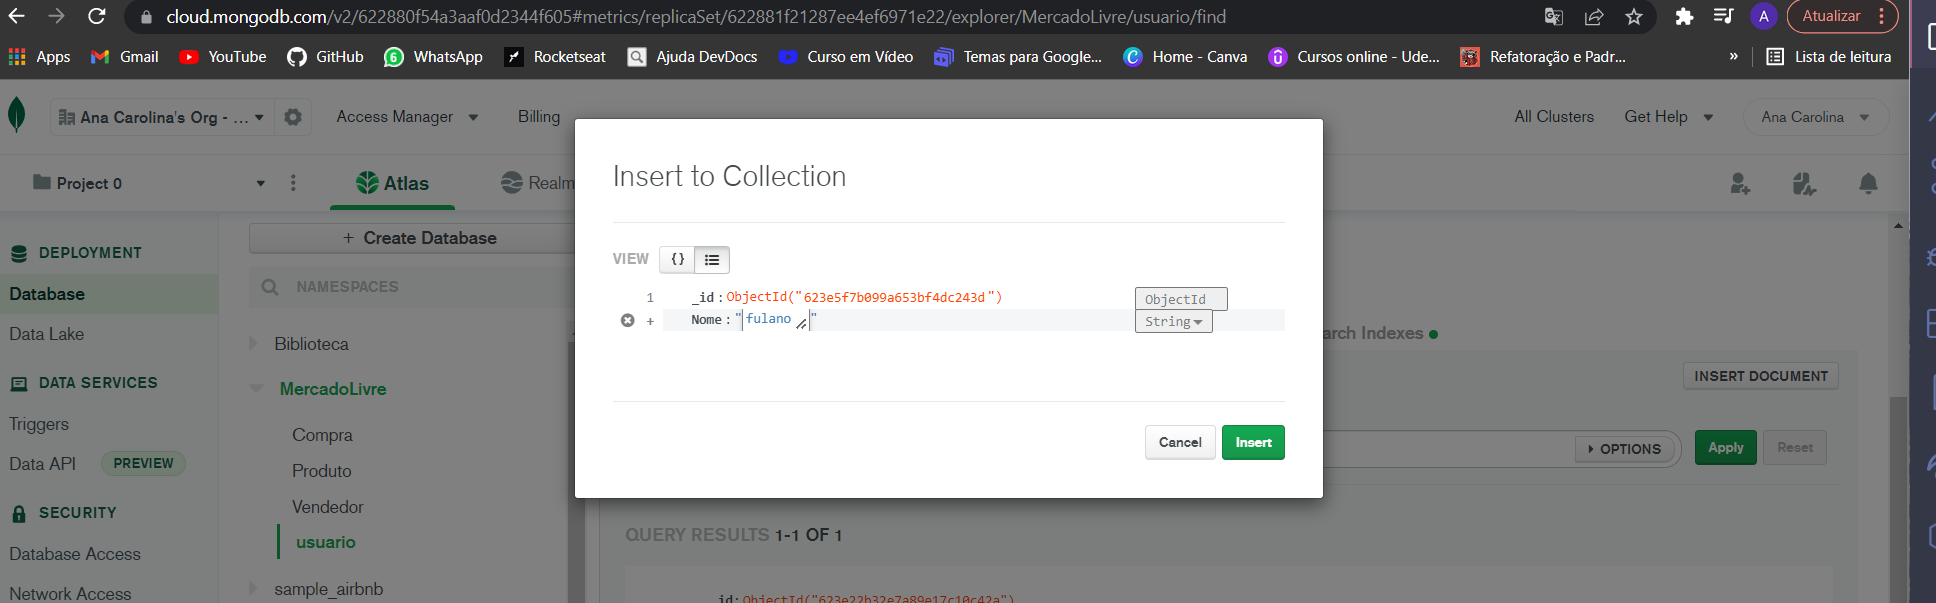 cloud.mongodb.com/v2/622880f54a3aaf0d2344f605#metrics/replicaSet/622881f21287ee4ef6971e22/explorer/MercadoLivre/usuario/find
A
Atualizar
Apps
Gmail
YouTube
GitHub
6 WhatsApp
Rocketseat
Ajuda DevDocs
Curso em Vídeo
Temas para Google...
Home - Canva
Cursos online - Ude...
Refatoração e Padr...
»
Lista de leitura
Ana Carolina's Org - ...
Access Manager
Billing
All Clusters
Get Help
Ana Carolina
Project 0
Atlas
Realm
Insert to Collection
VIEW {}
1 _id : ObjectId("623e5f7b099a653bf4dc243d") ObjectId
+ Nome : "fulano" String
Cancel
Insert
DEPLOYMENT
Database
Data Lake
DATA SERVICES
Triggers
Data API PREVIEW
SECURITY
Database Access
Network Access
+ Create Database
NAMESPACES
Biblioteca
MercadoLivre
Compra
Produto
Vendedor
usuario
sample_airbnb
arch Indexes
INSERT DOCUMENT
OPTIONS
Apply
Reset
QUERY RESULTS 1-1 OF 1
_id: ObjectId("623e22b32e7a89e17c10c42a")